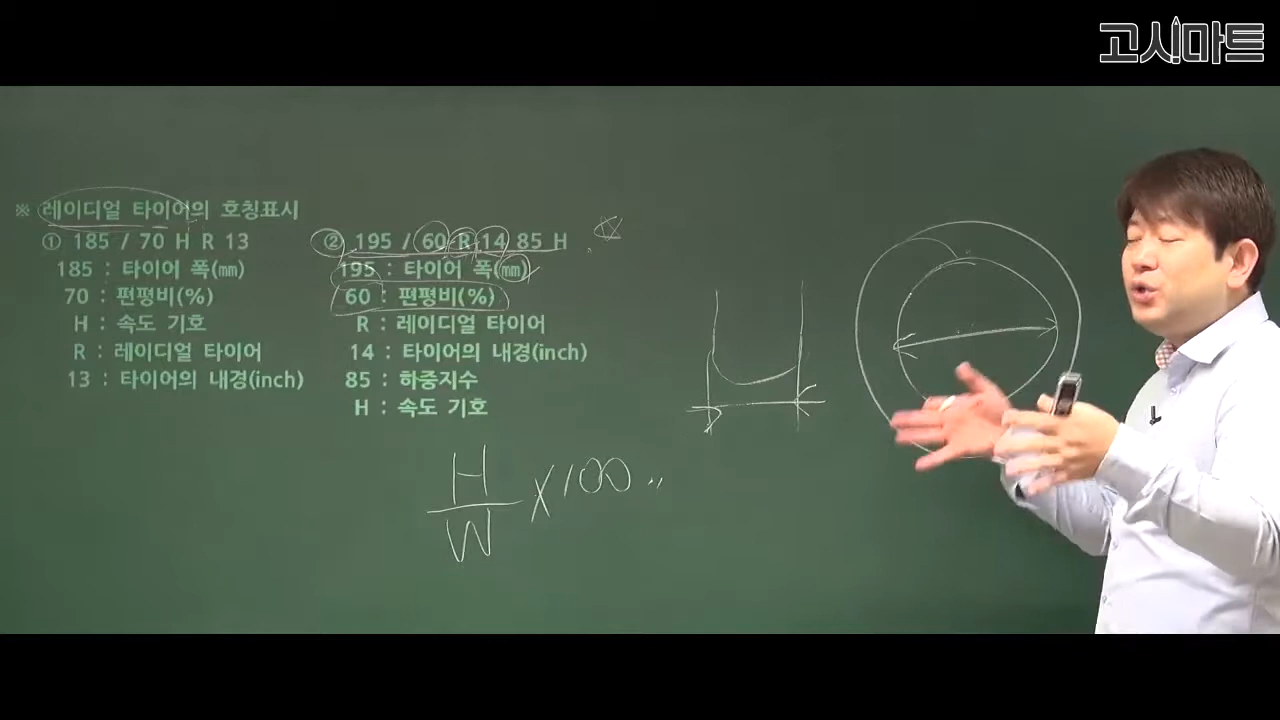 고시마트
※ 레이디얼 타이어의 호칭표시
① 185 / 70 H R 13
185 : 타이어 폭(㎜)
70 : 편평비(%)
H : 속도 기호
R : 레이디얼 타이어
13 : 타이어의 내경(inch)
② 195 / 60 R 14 85 H
195 : 타이어 폭(㎜)
60 : 편평비(%)
R : 레이디얼 타이어
14 : 타이어의 내경(inch)
85 : 하중지수
H : 속도 기호
H
W
×100